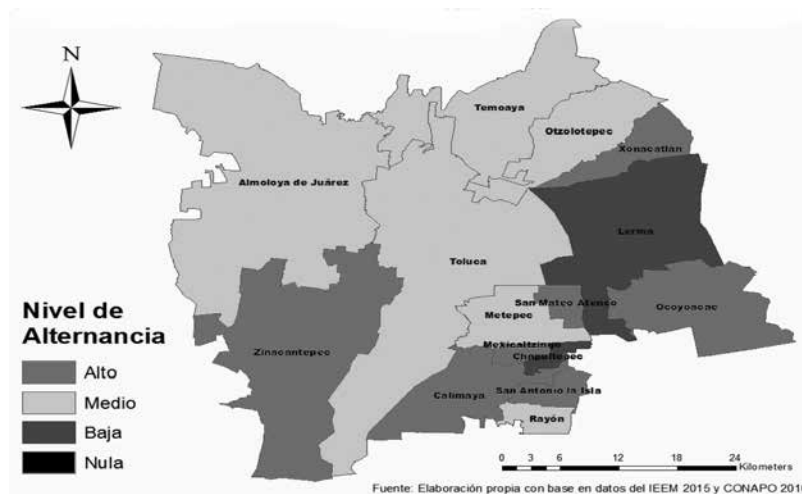 N
Temoaya
Otzolotepec
Xonacatlán
Almoloya de Juárez
Lerma
Toluca
San Mateo Atenco
Ocoyoacac
Metepec
Mexicaltzingo
Chapultepec
Zinacantepec
Calimaya
San Antonio la Isla
Rayón
Nivel de
Alternancia
Alto
Medio
Baja
Nula
0 3 6 12 18 24
Kilometers
Fuente: Elaboración propia con base en datos del IEEM 2015 y CONAPO 201